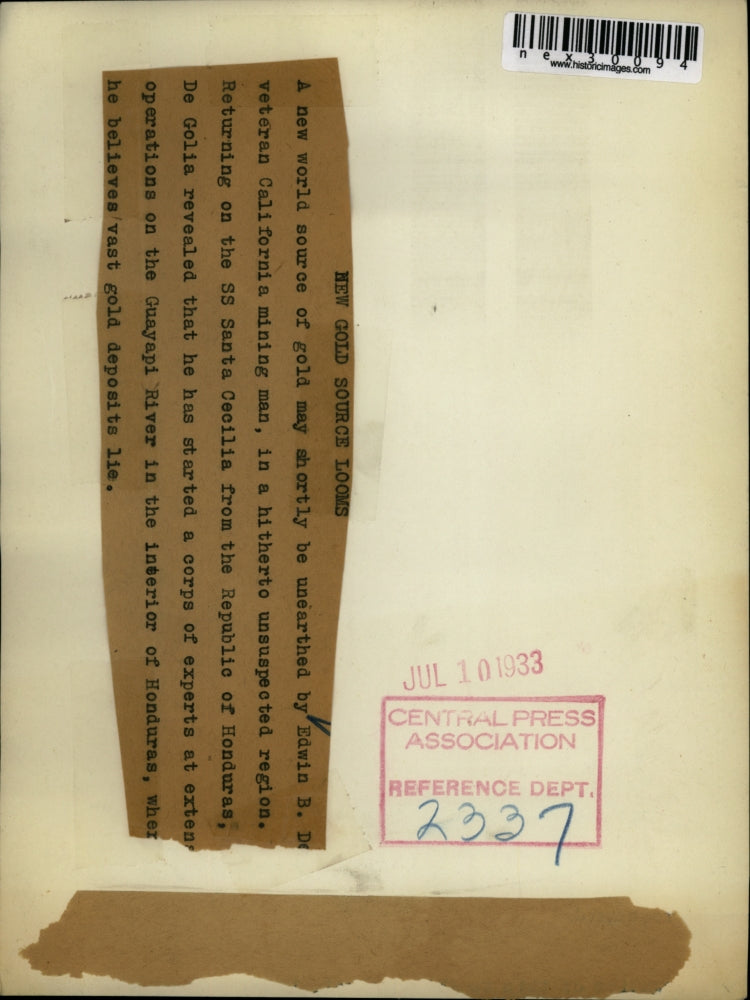 nex30094
www.historicimages.com
NEW GOLD SOURCE LOOMS
A new world source of gold may shortly be unearthed by Edwin B. De
veteran California mining man, in a hitherto unsuspected region.
Returning on the SS Santa Cecilia from the Republic of Honduras,
De Golia revealed that he has started a corps of experts at extens
operations on the Guayapi River in the interior of Honduras, wher
he believes vast gold deposits lie.
JUL 10 1933
CENTRAL PRESS
ASSOCIATION
REFERENCE DEPT.
2337